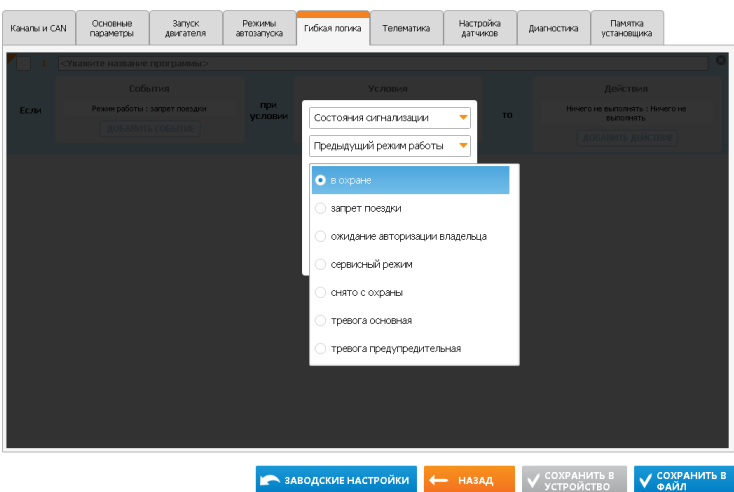 Каналы и CAN
Основные
параметры
Запуск
двигателя
Режимы
автозапуска
Гибкая логика
Телематика
Настройка
датчиков
Диагностика
Памятка
установщика
1 <Укажите название программы>
Если
События
Режим работы : запрет поездки
ДОБАВИТЬ СОБЫТИЕ
при
условии
Условия
Состояния сигнализации
Предыдущий режим работы
в охране
запрет поездки
ожидание авторизации владельца
сервисный режим
снято с охраны
тревога основная
тревога предупредительная
то
Действия
Ничего не выполнять : Ничего не
выполнять
ДОБАВИТЬ ДЕЙСТВИЕ
ЗАВОДСКИЕ НАСТРОЙКИ
НАЗАД
СОХРАНИТЬ В
УСТРОЙСТВО
СОХРАНИТЬ В
ФАЙЛ